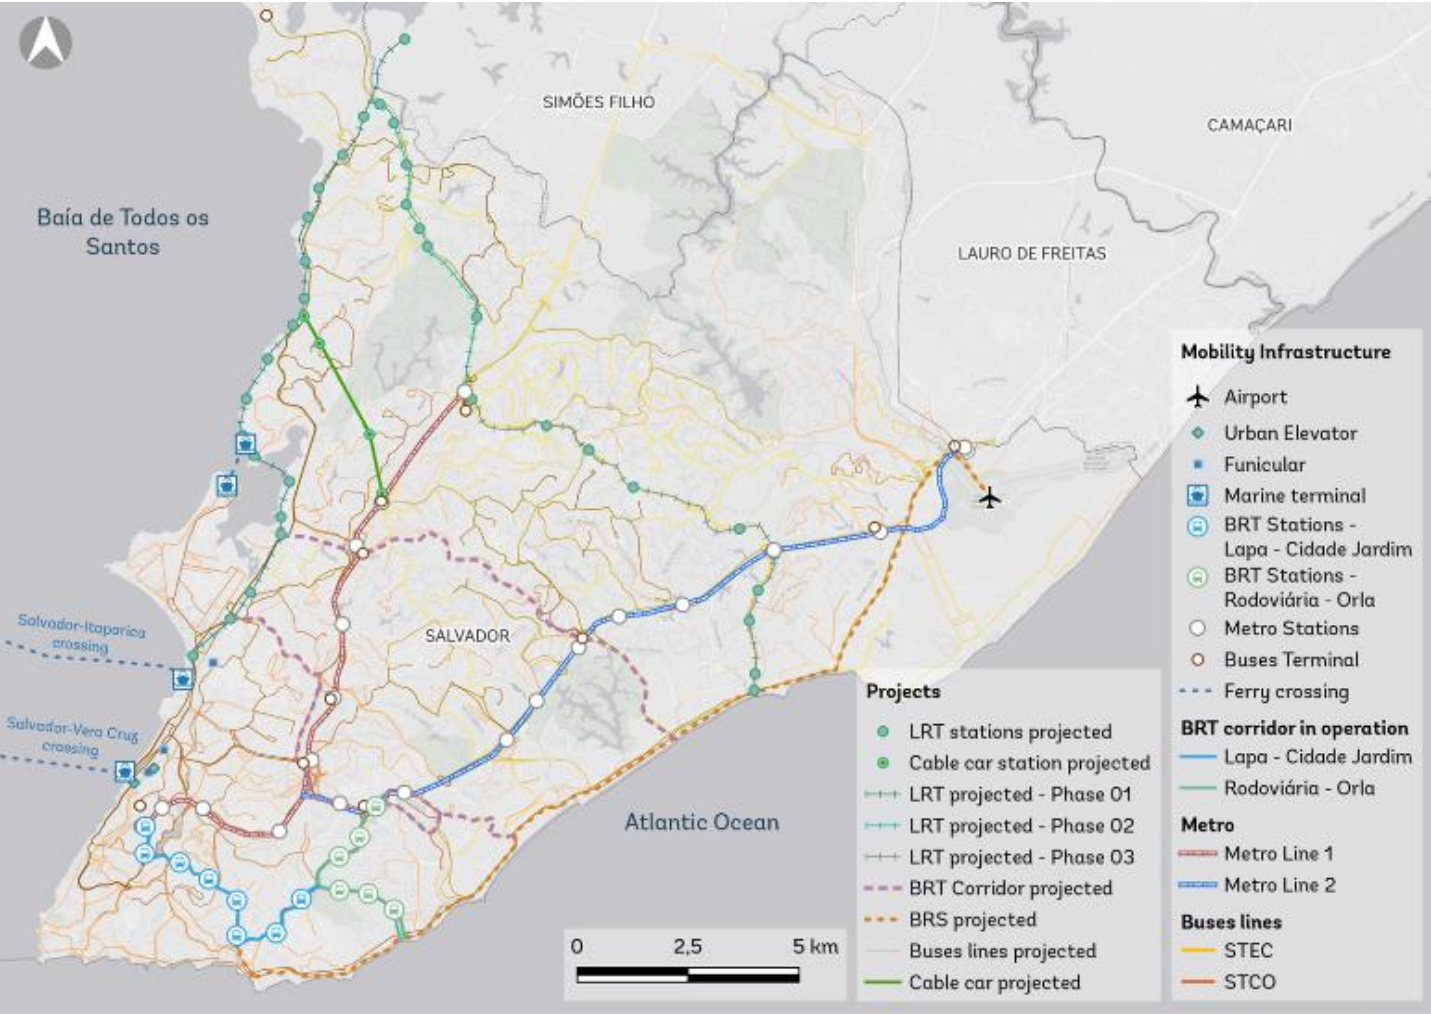 SIMÕES FILHO
CAMAÇARI
Baía de Todos os
Santos
LAURO DE FREITAS
SALVADOR
Salvador-Itaparica
crossing
Salvador-Vera Cruz
crossing
Atlantic Ocean
0 2,5 5 km
Projects
LRT stations projected
Cable car station projected
LRT projected - Phase 01
LRT projected - Phase 02
LRT projected - Phase 03
BRT Corridor projected
BRS projected
Buses lines projected
Cable car projected
Mobility Infrastructure
Airport
Urban Elevator
Funicular
Marine terminal
BRT Stations -
Lapa - Cidade Jardim
BRT Stations -
Rodoviária - Orla
Metro Stations
Buses Terminal
Ferry crossing
BRT corridor in operation
Lapa - Cidade Jardim
Rodoviária - Orla
Metro
Metro Line 1
Metro Line 2
Buses lines
STEC
STCO